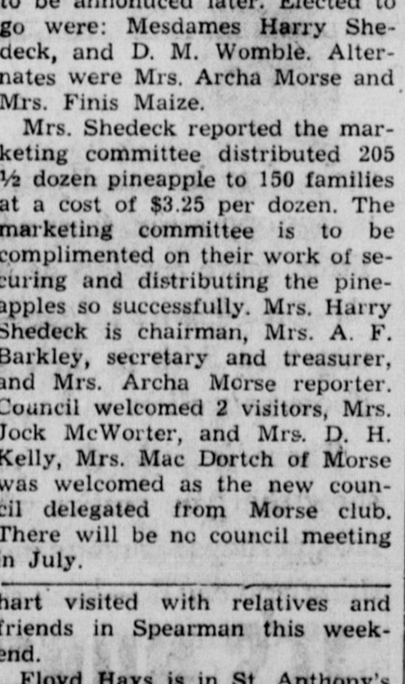 to be announced later. Elected to
go were: Mesdames Harry She-
deck, and D. M. Womble. Alter-
nates were Mrs. Archa Morse and
Mrs. Finis Maize.
Mrs. Shedeck reported the mar-
keting committee distributed 205
½ dozen pineapple to 150 families
at a cost of $3.25 per dozen. The
marketing committee is to be
complimented on their work of se-
curing and distributing the pine-
apples so successfully. Mrs. Harry
Shedeck is chairman, Mrs. A. F.
Barkley, secretary and treasurer,
and Mrs. Archa Morse reporter.
Council welcomed 2 visitors, Mrs.
Jock McWorter, and Mrs. D. H.
Kelly, Mrs. Mac Dortch of Morse
was welcomed as the new coun-
cil delegated from Morse club.
There will be no council meeting
in July.
hart visited with relatives and
friends in Spearman this week-
end.
Floyd Hays is in St. Anthony's